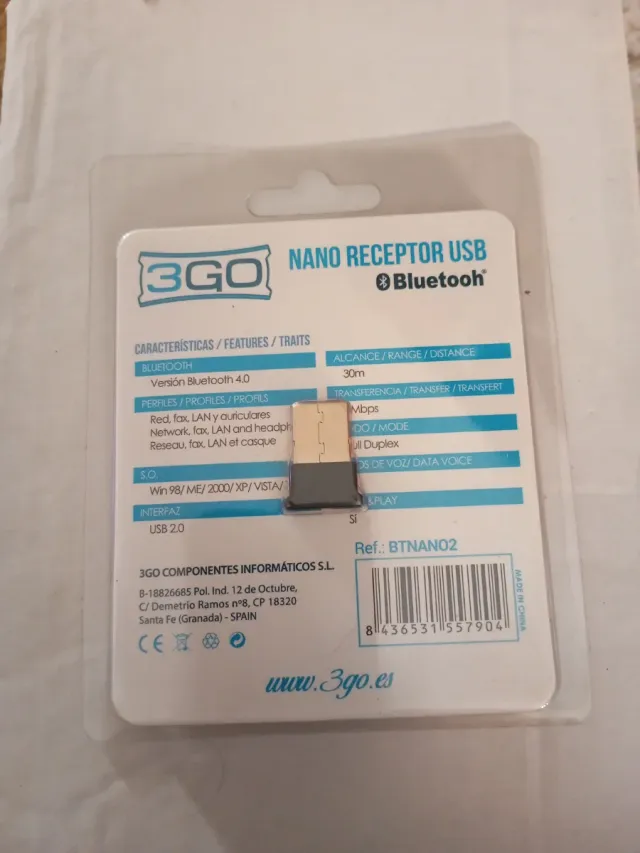 3GO
NANO RECEPTOR USB
Bluetooh®
CARACTERÍSTICAS / FEATURES / TRAITS
BLUETOOTH
Versión Bluetooth 4.0
PERFILES / PROFILES / PROFILS
Red, fax, LAN y auriculares
Network, fax, LAN and headph
Reseau, fax, LAN et casque
S.O.
Win 98/ ME/ 2000/ XP/ VISTA/
INTERFAZ
USB 2.0
ALCANCE / RANGE / DISTANCE
30m
TRANSFERENCIA / TRANSFER / TRANSFERT
Mbps
DO / MODE
ull Duplex
OS DE VOZ/ DATA VOICE
&PLAY
Sí
Ref.: BTNANO2
3GO COMPONENTES INFORMÁTICOS S.L.
B-18826685 Pol. Ind. 12 de Octubre,
C/ Demetrio Ramos nº8, CP 18320
Santa Fe (Granada) - SPAIN
CE
8 436531 557904
MADE IN CHINA
www.3go.es